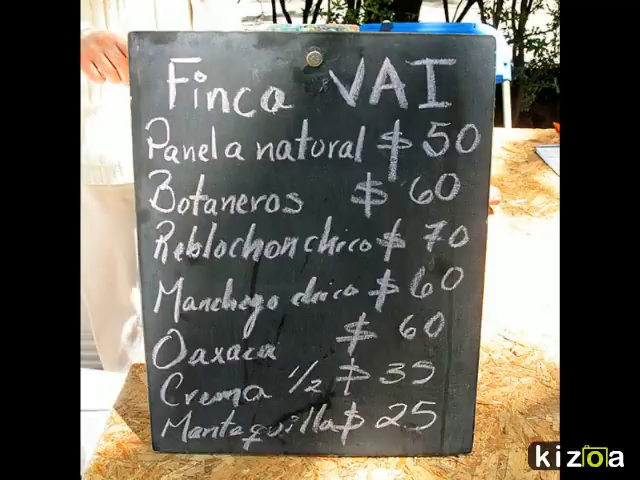 Finca VAI
Panela natural $ 50
Botaneros $ 60
Reblochon chico $ 70
Manchego chico $ 60
Oaxaca $ 60
Crema 1/2 $ 35
Mantequilla $ 25
kizoa